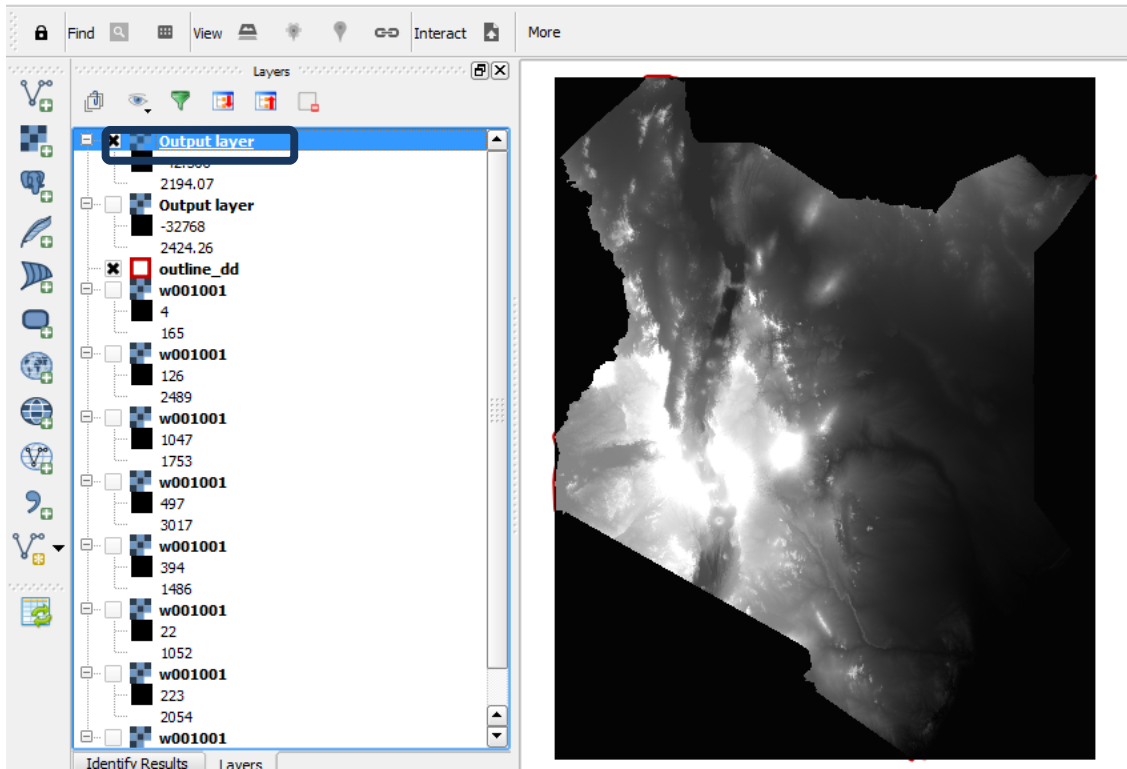 Find View Interact More
Layers
Output layer
2194.07
Output layer
-32768
2424.26
outline_dd
w001001
4
165
w001001
126
2489
w001001
1047
1753
w001001
497
3017
w001001
394
1486
w001001
22
1052
w001001
223
2054
w001001
Identify Results Layers